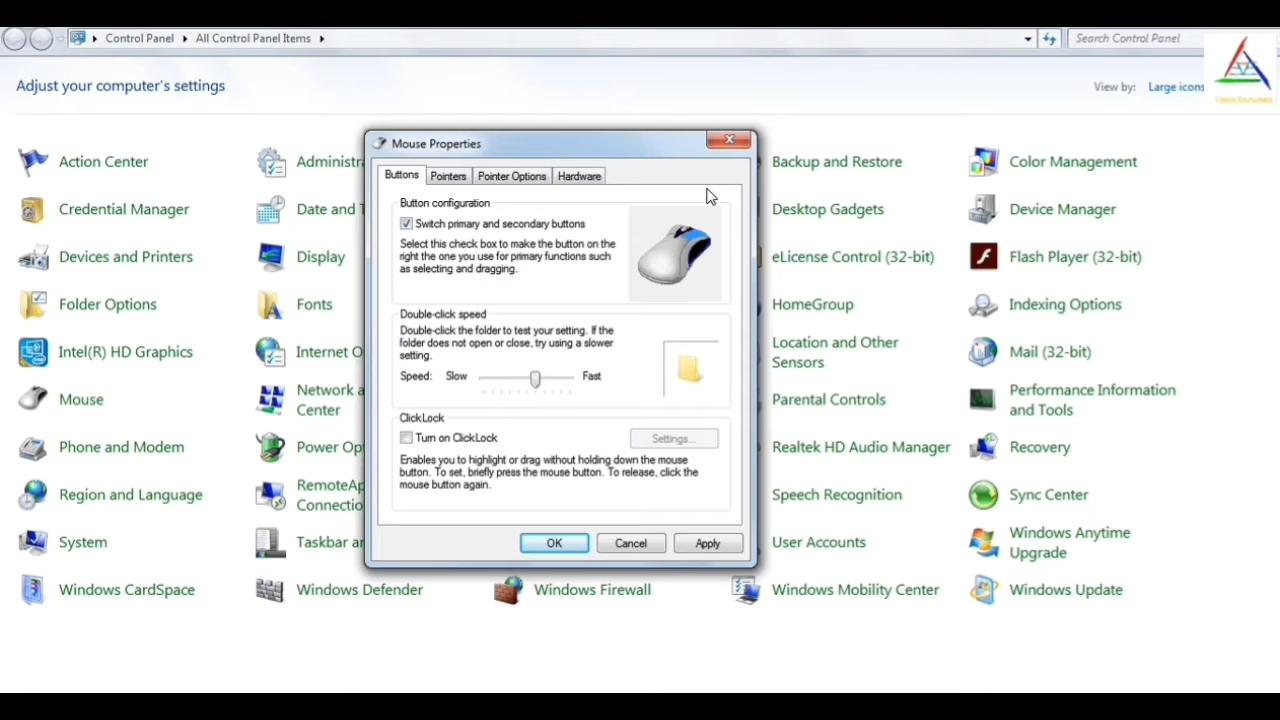 Control Panel ▸ All Control Panel Items ▸
Search Control Panel
Adjust your computer's settings
View by: Large icons
Mouse Properties
Buttons Pointers Pointer Options Hardware
Button configuration
Switch primary and secondary buttons
Select this check box to make the button on the
right the one you use for primary functions such
as selecting and dragging.
Double-click speed
Double-click the folder to test your setting. If the
folder does not open or close, try using a slower
setting.
Speed: Slow Fast
ClickLock
Turn on ClickLock
Settings...
Enables you to highlight or drag without holding down the mouse
button. To set, briefly press the mouse button. To release, click the
mouse button again.
OK Cancel Apply
Action Center
Backup and Restore
Color Management
Credential Manager
Date and
Desktop Gadgets
Device Manager
Devices and Printers
Display
eLicense Control (32-bit)
Flash Player (32-bit)
Folder Options
Fonts
HomeGroup
Indexing Options
Intel(R) HD Graphics
Internet O
Location and Other
Sensors
Mail (32-bit)
Mouse
Network a
Center
Parental Controls
Performance Information
and Tools
Phone and Modem
Power Op
Realtek HD Audio Manager
Recovery
Region and Language
RemoteAp
Connectio
Speech Recognition
Sync Center
System
Taskbar a
User Accounts
Windows Anytime
Upgrade
Windows CardSpace
Windows Defender
Windows Firewall
Windows Mobility Center
Windows Update